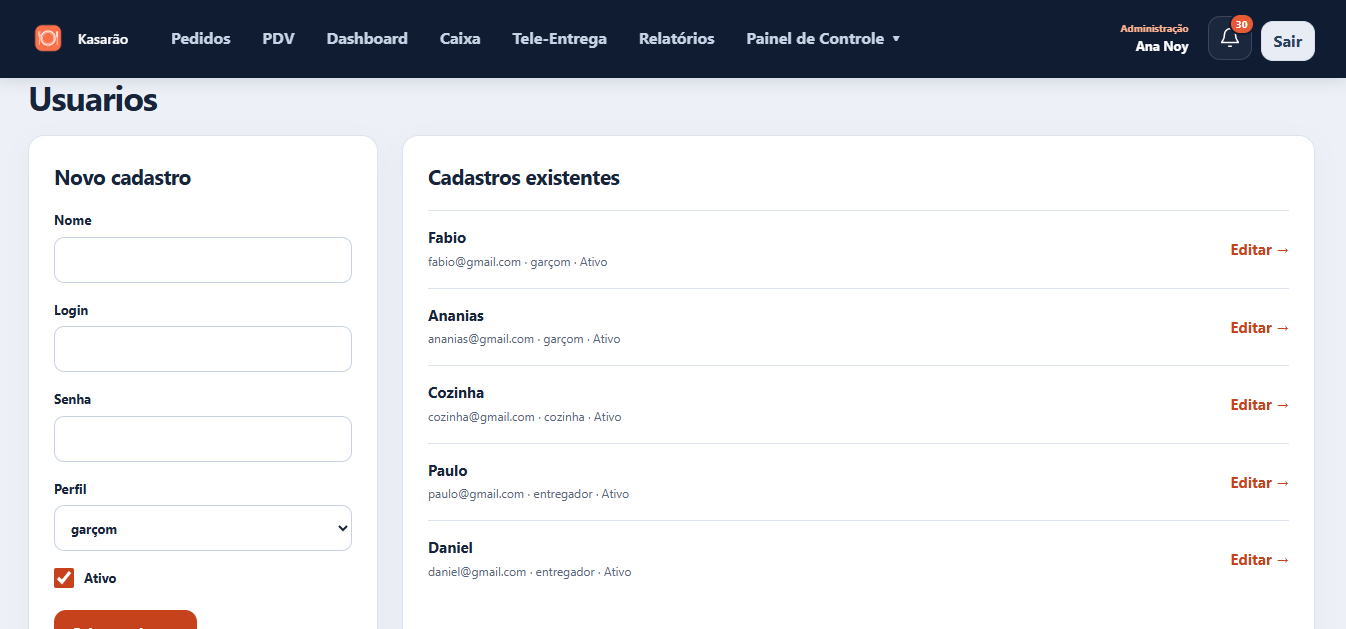 Kasarão
Pedidos
PDV
Dashboard
Caixa
Tele-Entrega
Relatórios
Painel de Controle
Administração
Ana Noy
30
Sair
Usuarios
Novo cadastro
Nome
Login
Senha
Perfil
garçom
Ativo
Cadastros existentes
Fabio
fabio@gmail.com · garçom · Ativo
Editar →
Ananias
ananias@gmail.com · garçom · Ativo
Editar →
Cozinha
cozinha@gmail.com · cozinha · Ativo
Editar →
Paulo
paulo@gmail.com · entregador · Ativo
Editar →
Daniel
daniel@gmail.com · entregador · Ativo
Editar →